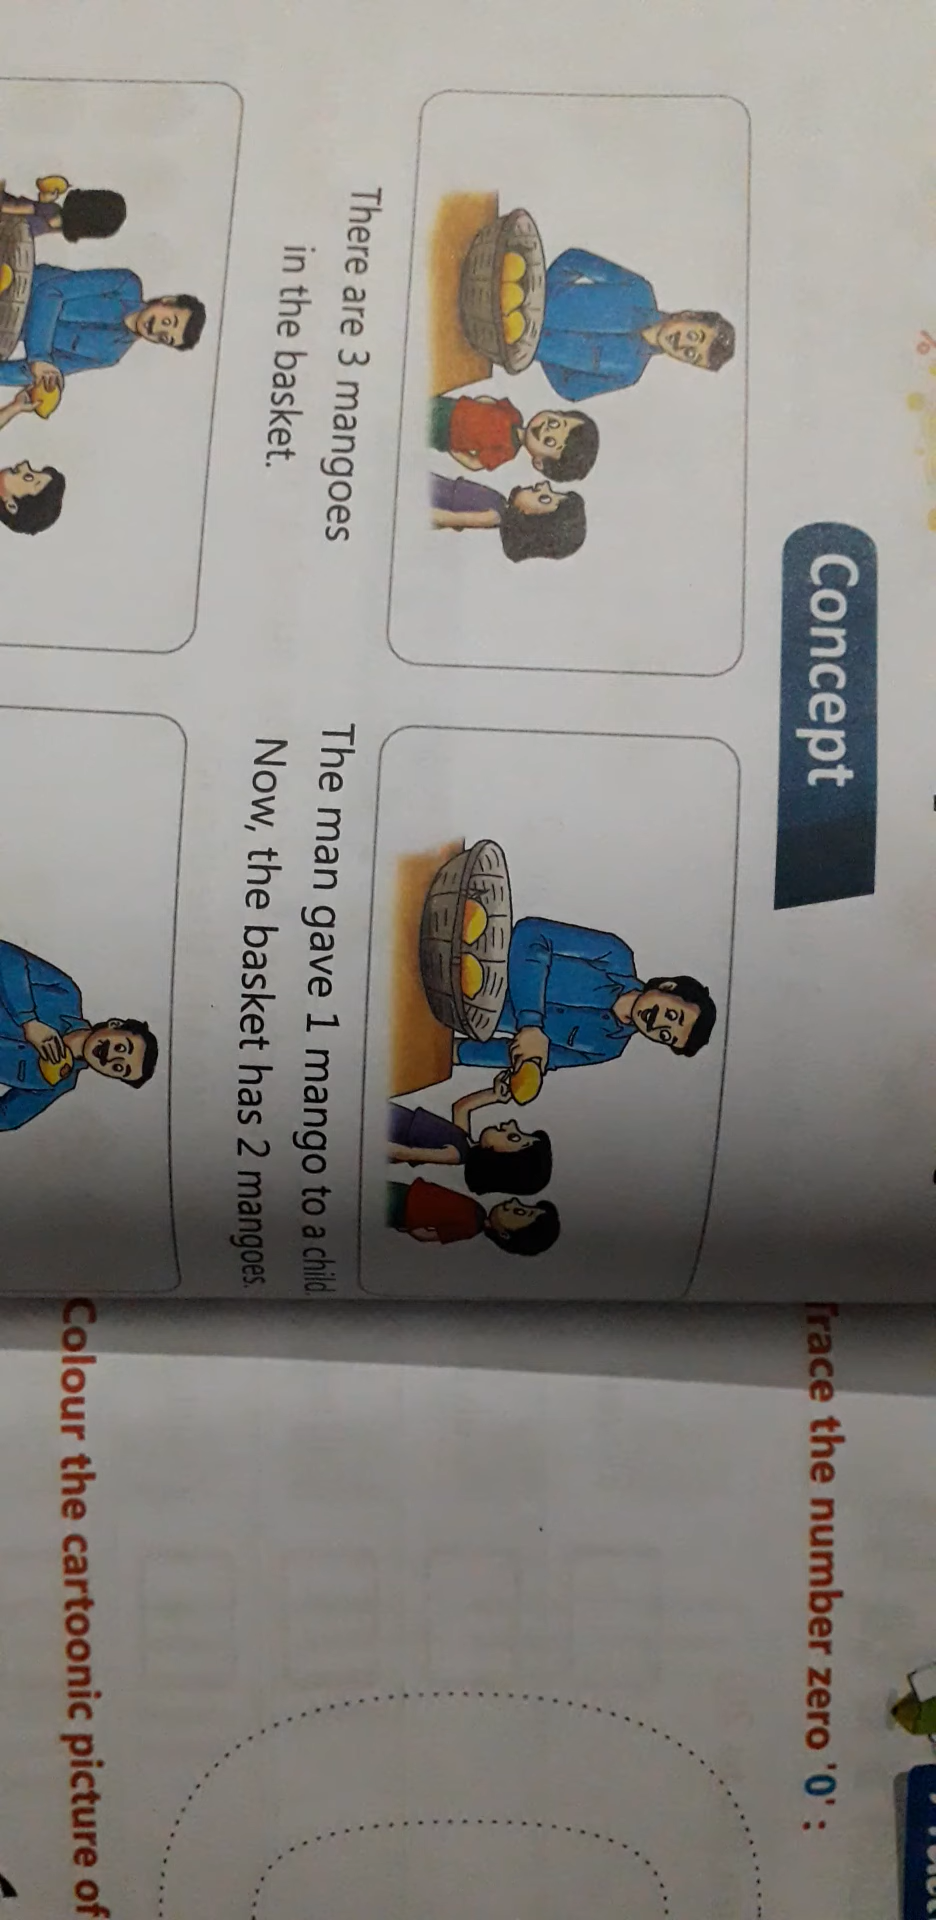 Concept
There are 3 mangoes
in the basket.
The man gave 1 mango to a child.
Now, the basket has 2 mangoes.
Trace the number zero '0' :
Colour the cartoonic picture of